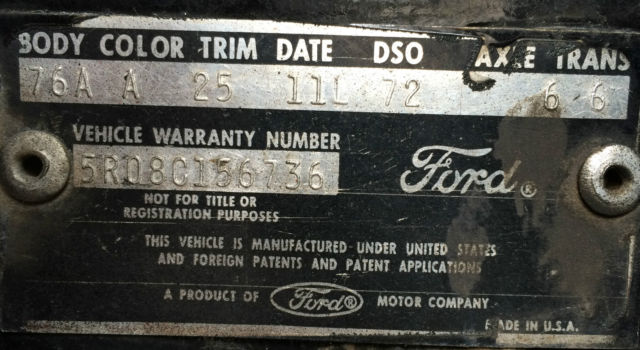 BODY COLOR TRIM DATE DSO AXLE TRANS
76A A 25 11L 72 6 6
VEHICLE WARRANTY NUMBER
5R08C156736
Ford®
NOT FOR TITLE OR
REGISTRATION PURPOSES
THIS VEHICLE IS MANUFACTURED UNDER UNITED STATES
AND FOREIGN PATENTS AND PATENT APPLICATIONS
A PRODUCT OF Ford® MOTOR COMPANY
MADE IN U.S.A.